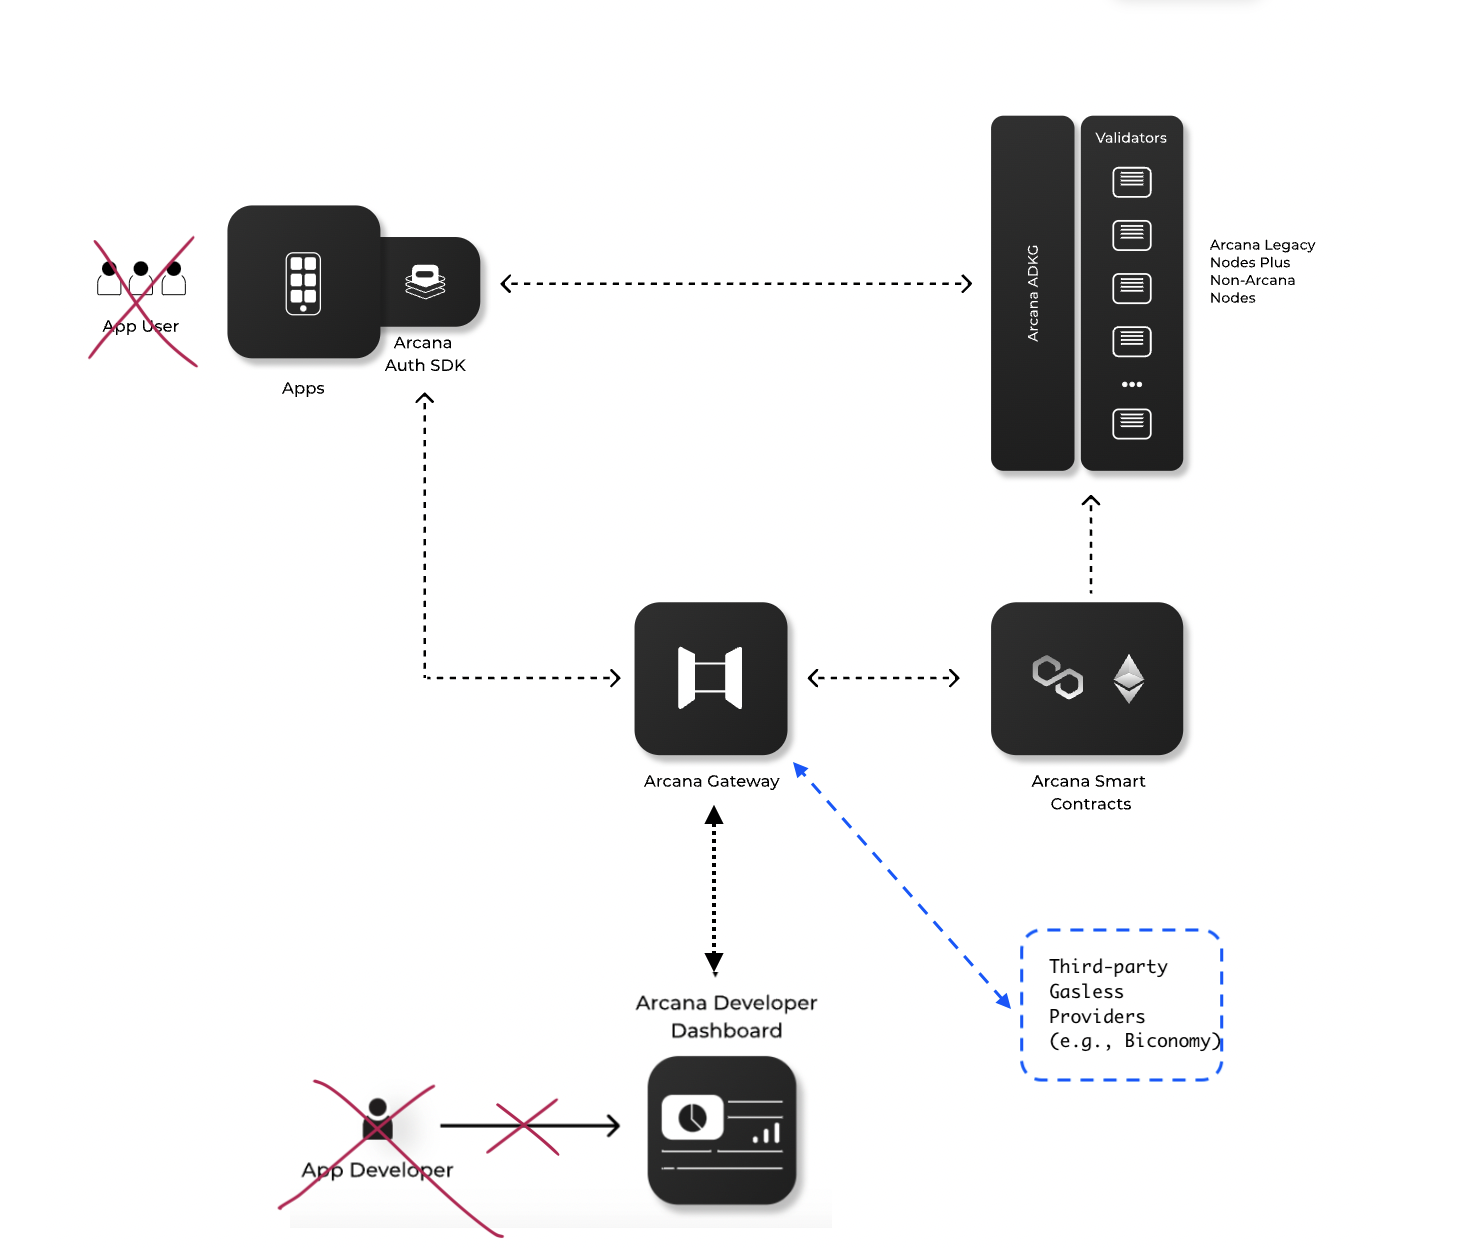 Validators
Arcana ADKG
Arcana Legacy
Nodes Plus
Non-Arcana
Nodes
App User
Arcana
Auth SDK
Apps
Arcana Gateway
Arcana Smart
Contracts
Third-party
Gasless
Providers
(e.g., Biconomy)
Arcana Developer
Dashboard
App Developer